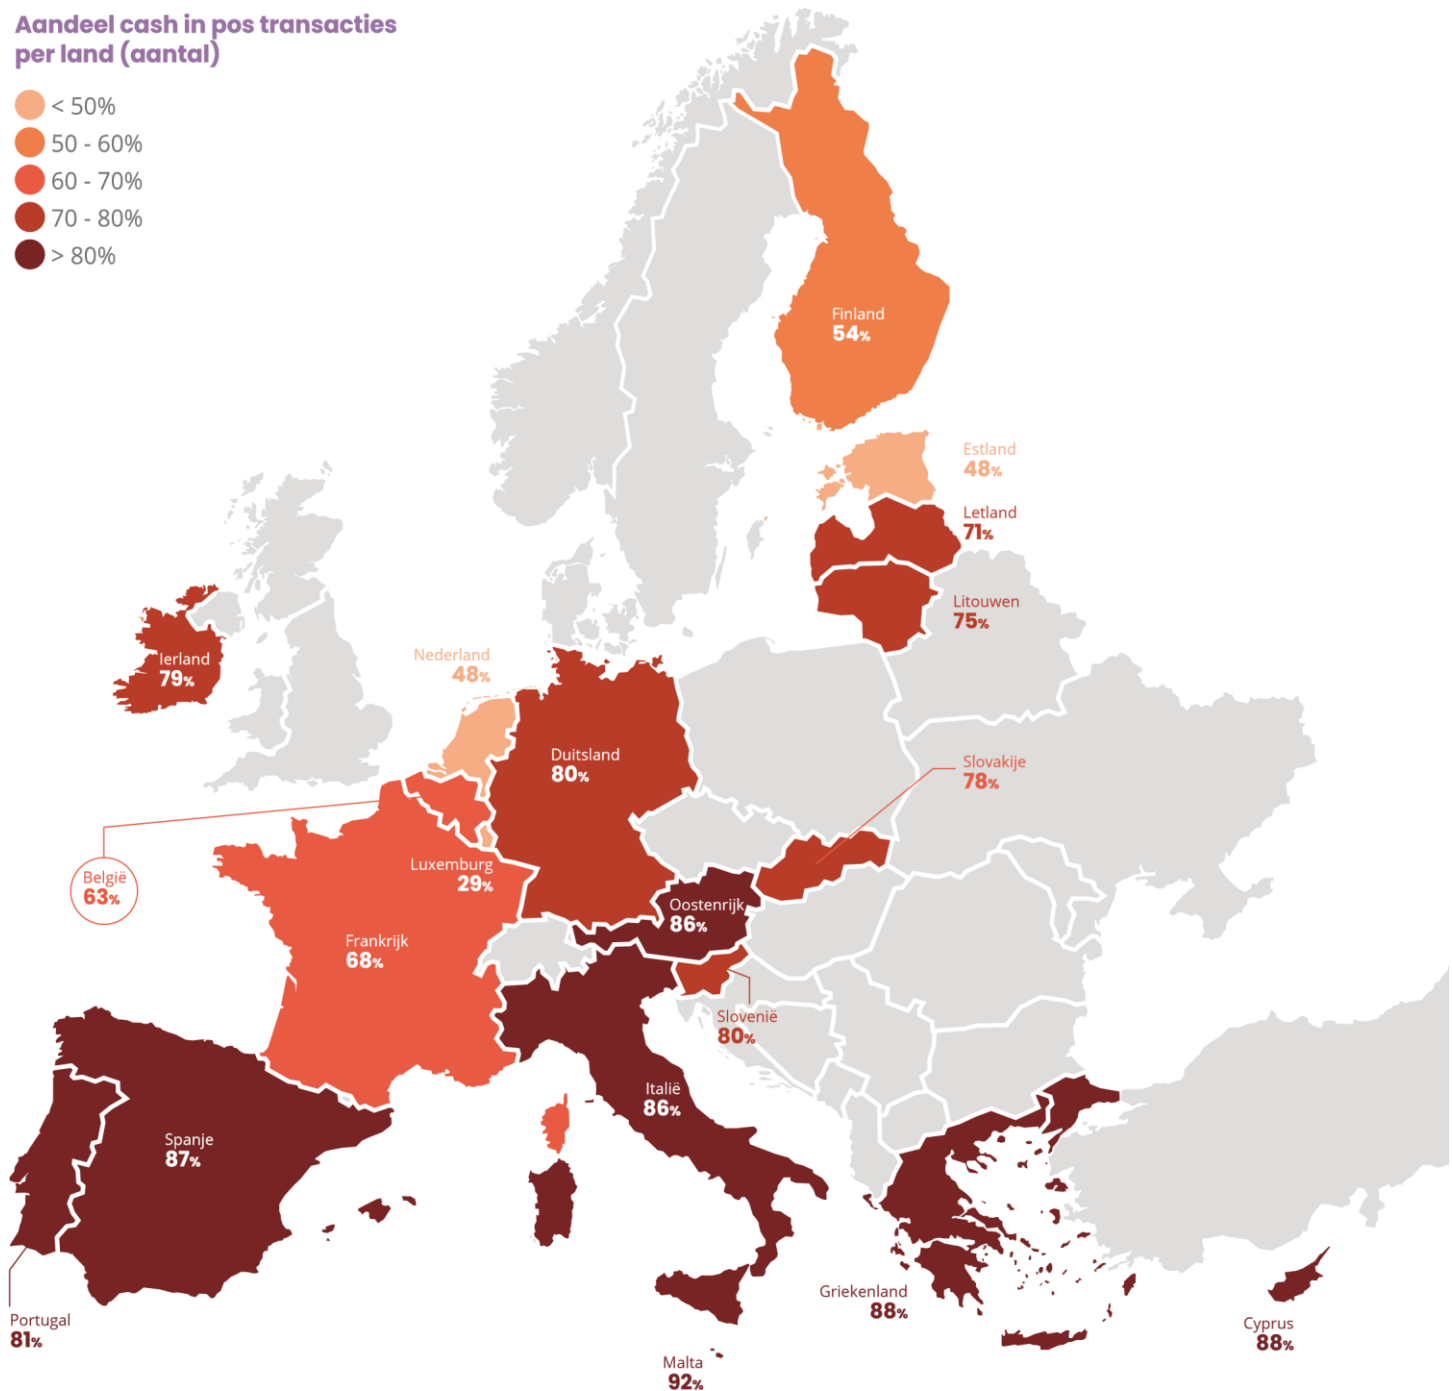 Aandeel cash in pos transacties
per land (aantal)
< 50%
50 - 60%
60 - 70%
70 - 80%
> 80%
Finland
54%
Estland
48%
Letland
71%
Litouwen
75%
Ierland
79%
Nederland
48%
Duitsland
80%
Slovakije
78%
België
63%
Luxemburg
29%
Oostenrijk
86%
Frankrijk
68%
Slovenië
80%
Italië
86%
Spanje
87%
Portugal
81%
Griekenland
88%
Cyprus
88%
Malta
92%